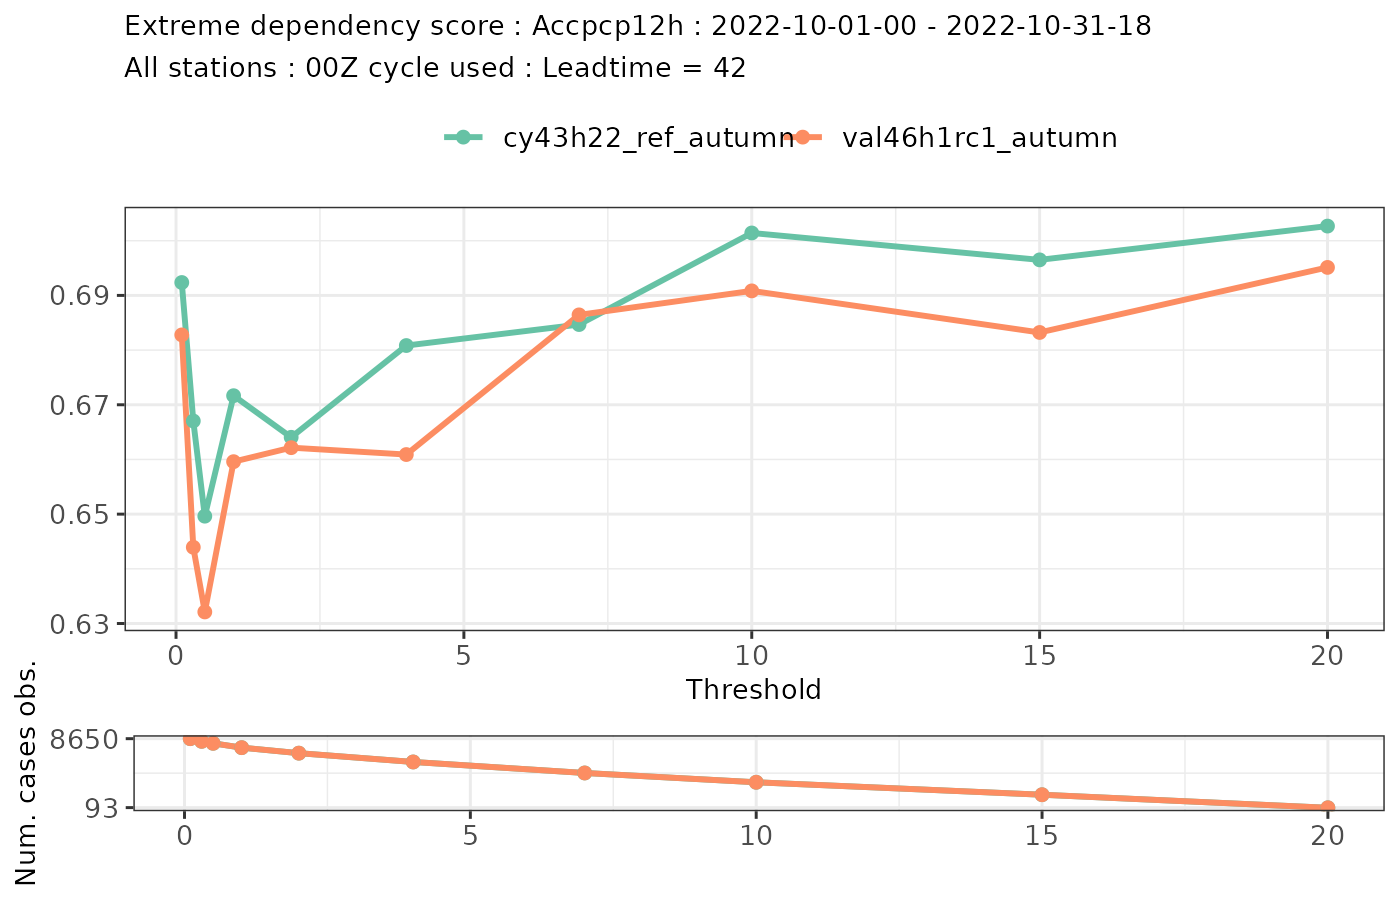 Extreme dependency score : Accpcp12h : 2022-10-01-00 - 2022-10-31-18
All stations : 00Z cycle used : Leadtime = 42
cy43h22_ref_autumn val46h1rc1_autumn
0.69
0.67
0.65
0.63
0 5 10 15 20
Threshold
Num. cases obs.
8650
93
0 5 10 15 20